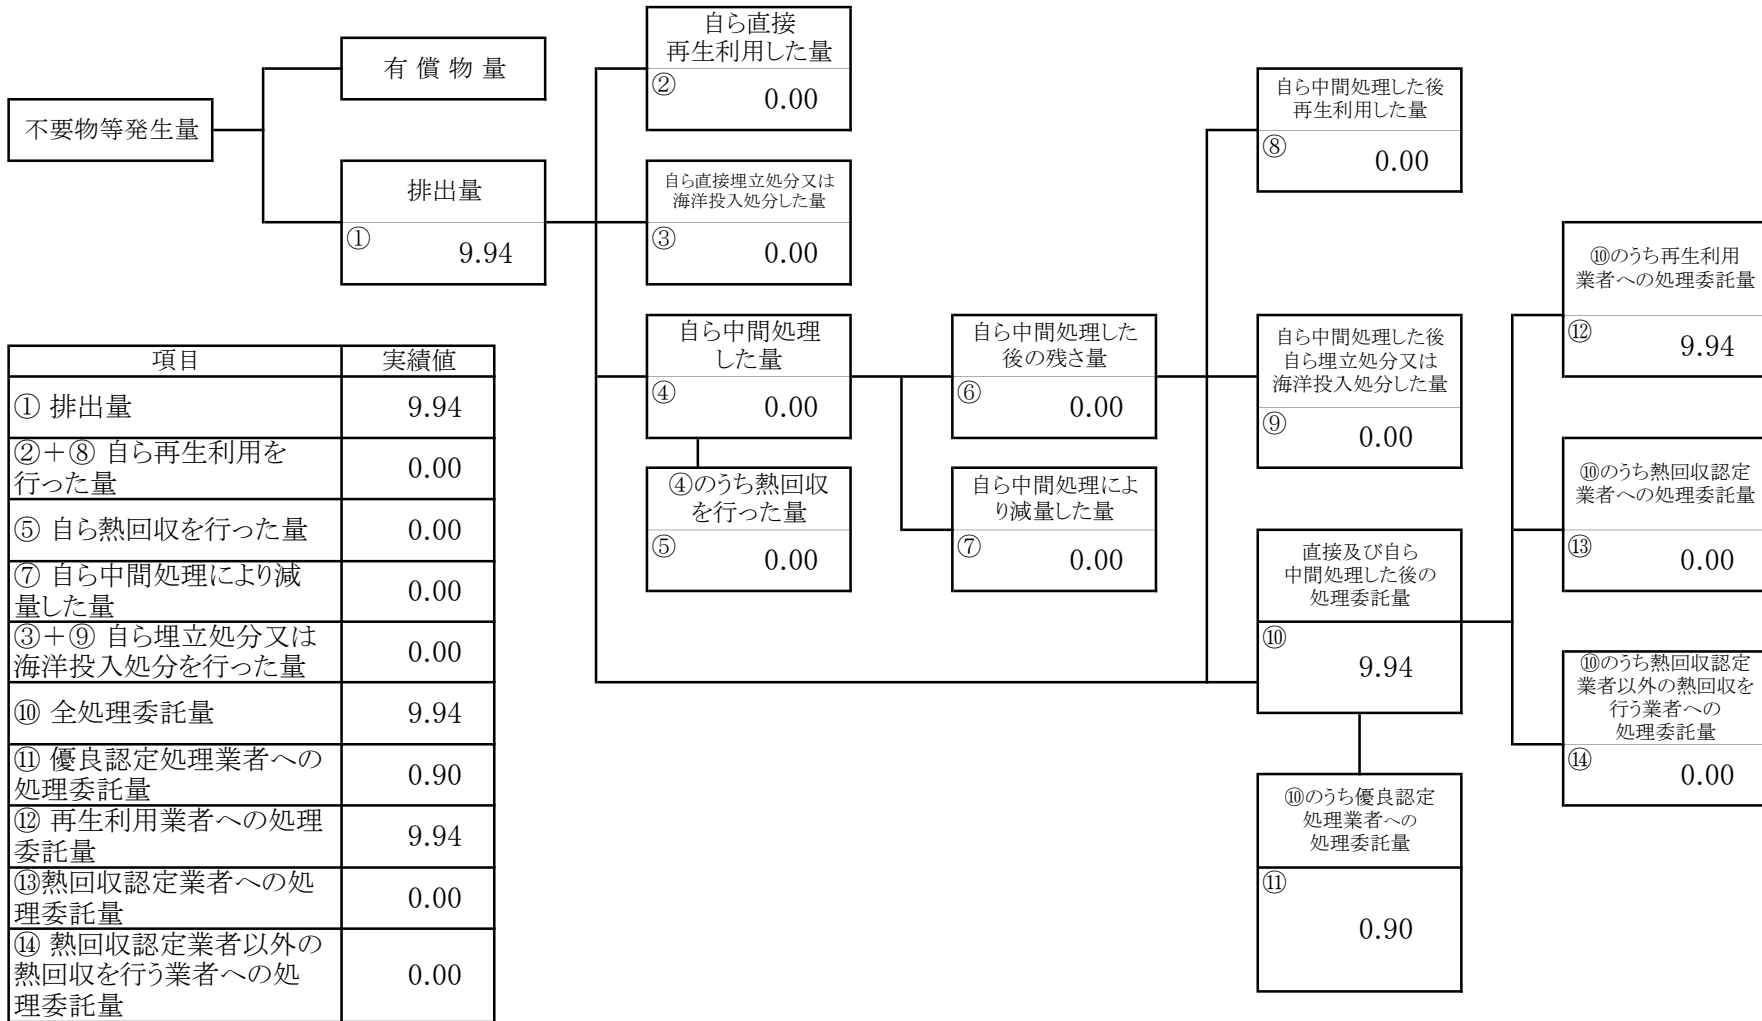 不要物等発生量
有 償 物 量
排出量
①
9.94
自ら直接
再生利用した量
②
0.00
自ら直接埋立処分又は
海洋投入処分した量
③
0.00
自ら中間処理
した量
④
0.00
④のうち熱回収
を行った量
⑤
0.00
自ら中間処理した
後の残さ量
⑥
0.00
自ら中間処理によ
り減量した量
⑦
0.00
自ら中間処理した後
再生利用した量
⑧
0.00
自ら中間処理した後
自ら埋立処分又は
海洋投入処分した量
⑨
0.00
直接及び自ら
中間処理した後の
処理委託量
⑩
9.94
⑩のうち優良認定
処理業者への
処理委託量
⑪
0.90
⑩のうち再生利用
業者への処理委託量
⑫
9.94
⑩のうち熱回収認定
業者への処理委託量
⑬
0.00
⑩のうち熱回収認定
業者以外の熱回収を
行う業者への
処理委託量
⑭
0.00
項目 実績値
① 排出量 9.94
②＋⑧ 自ら再生利用を
行った量 0.00
⑤ 自ら熱回収を行った量 0.00
⑦ 自ら中間処理により減
量した量 0.00
③＋⑨ 自ら埋立処分又は
海洋投入処分を行った量 0.00
⑩ 全処理委託量 9.94
⑪ 優良認定処理業者への
処理委託量 0.90
⑫ 再生利用業者への処理
委託量 9.94
⑬熱回収認定業者への処
理委託量 0.00
⑭ 熱回収認定業者以外の
熱回収を行う業者への処
理委託量 0.00